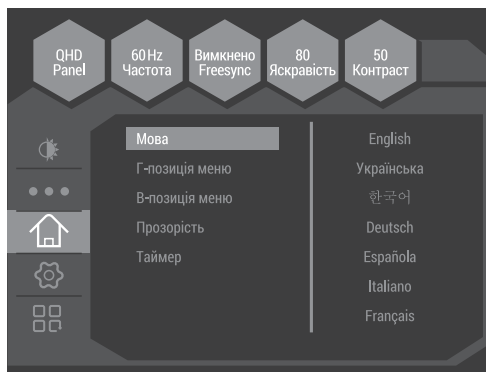 QHD
Panel
60 Hz
Частота
Вимкнено
Freesync
80
Яскравість
50
Контраст
Мова
Г-позиція меню
В-позиція меню
Прозорість
Таймер
English
Українська
한국어
Deutsch
Española
Italiano
Français